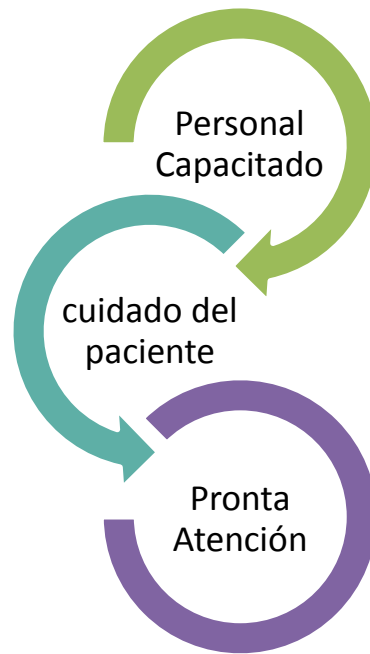 Personal
Capacitado
cuidado del
paciente
Pronta
Atención